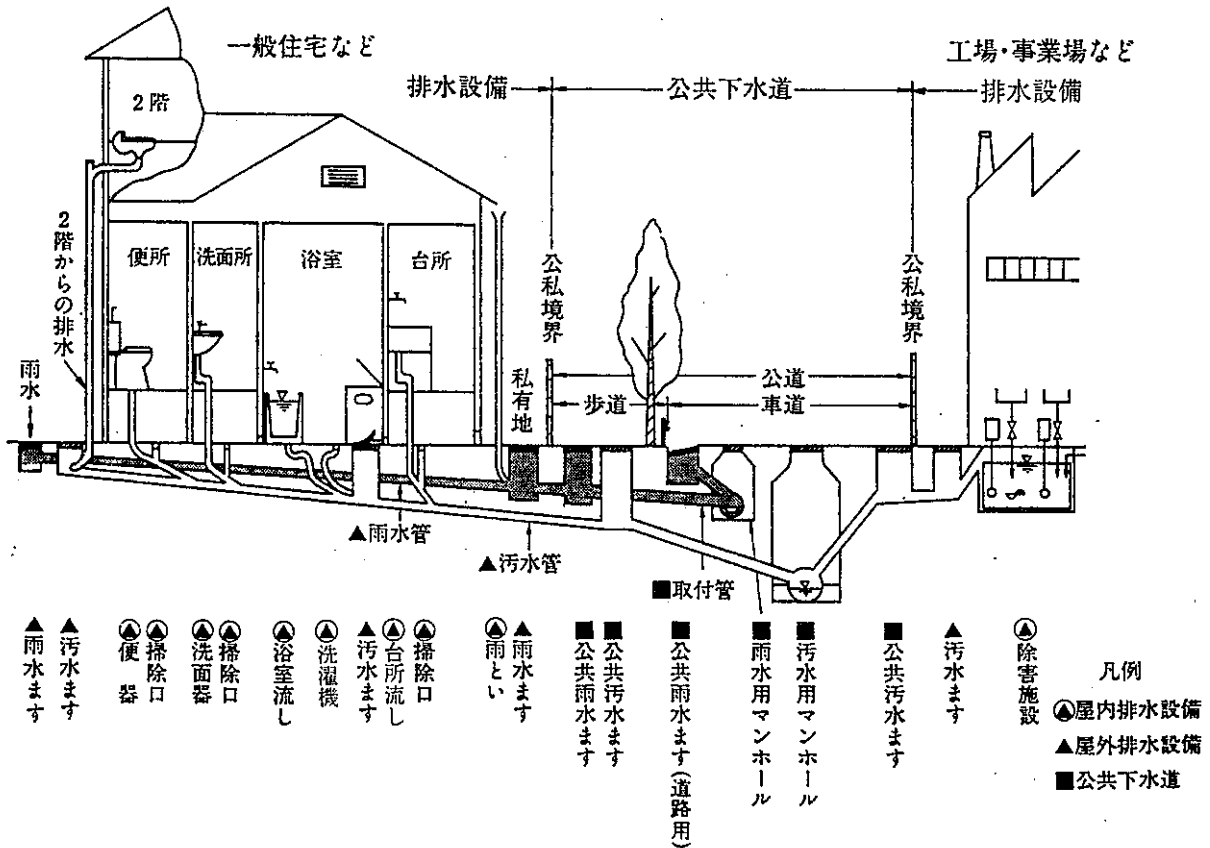 一般住宅など
工場・事業場など
排水設備
公共下水道
排水設備
2階
2階からの排水
便所
洗面所
浴室
台所
公私境界
公私境界
雨水
私有地
公道
歩道
車道
▲雨水管
▲汚水管
■取付管
▲雨水ます
▲汚水ます
▲便器
▲掃除口
▲洗面器
▲掃除口
▲浴室流し
▲洗濯機
▲汚水ます
▲台所流し
▲掃除口
▲雨とい
▲雨水ます
■公共雨水ます
■公共汚水ます
■公共雨水ます(道路用)
■雨水用マンホール
■汚水用マンホール
■公共汚水ます
▲汚水ます
▲除害施設
凡例
▲屋内排水設備
▲屋外排水設備
■公共下水道